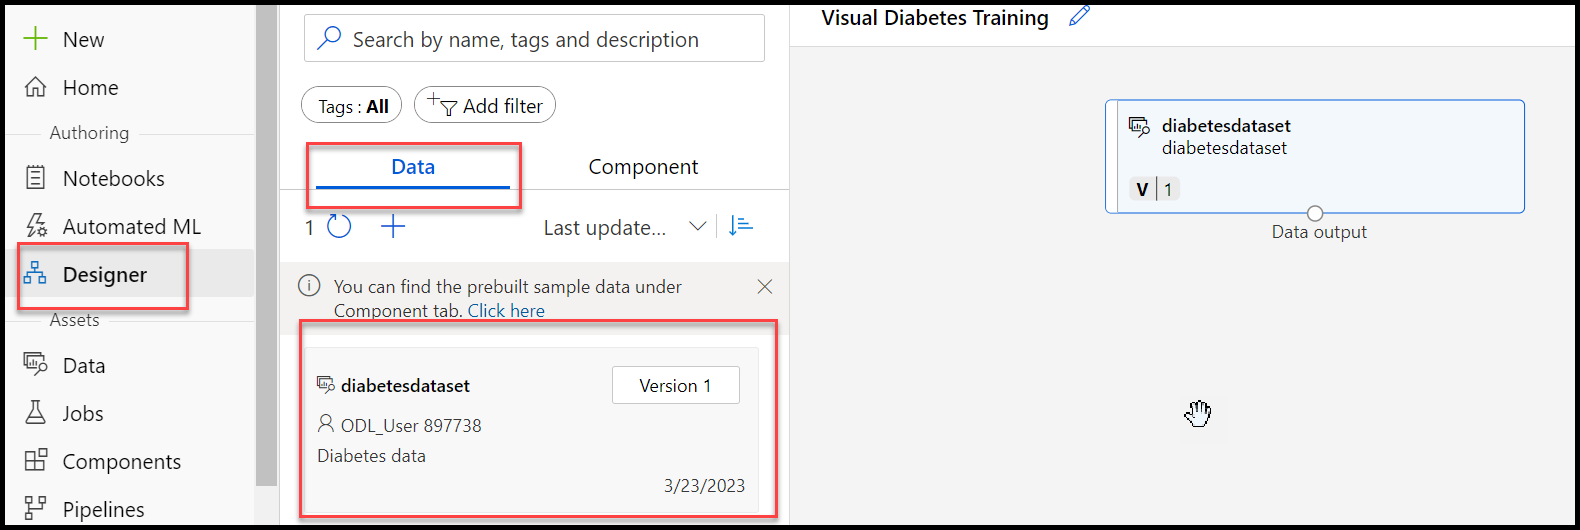 New
Home
Authoring
Notebooks
Automated ML
Designer
Assets
Data
Jobs
Components
Pipelines
Search by name, tags and description
Tags : All
Add filter
Data
Component
1
Last update...
You can find the prebuilt sample data under
Component tab. Click here
diabetesdataset
Version 1
ODL_User 897738
Diabetes data
3/23/2023
Visual Diabetes Training
diabetesdataset
diabetesdataset
V 1
Data output